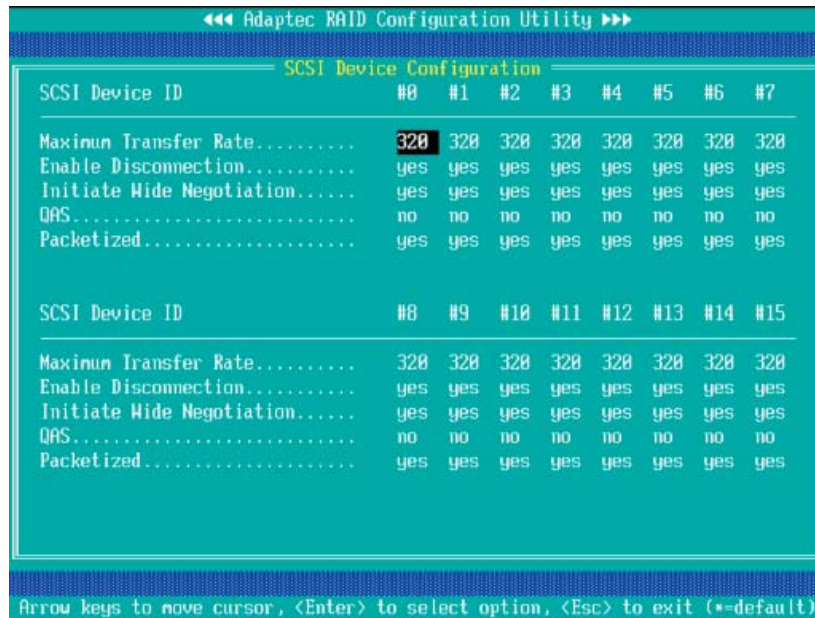 ◄◄◄ Adaptec RAID Configuration Utility ►►►
SCSI Device Configuration
SCSI Device ID #0 #1 #2 #3 #4 #5 #6 #7
Maximum Transfer Rate.......... 320 320 320 320 320 320 320 320
Enable Disconnection........... yes yes yes yes yes yes yes yes
Initiate Wide Negotiation...... yes yes yes yes yes yes yes yes
QAS............................ no no no no no no no no
Packetized..................... yes yes yes yes yes yes yes yes
SCSI Device ID #8 #9 #10 #11 #12 #13 #14 #15
Maximum Transfer Rate.......... 320 320 320 320 320 320 320 320
Enable Disconnection........... yes yes yes yes yes yes yes yes
Initiate Wide Negotiation...... yes yes yes yes yes yes yes yes
QAS............................ no no no no no no no no
Packetized..................... yes yes yes yes yes yes yes yes
Arrow keys to move cursor, <Enter> to select option, <Esc> to exit (*=default)